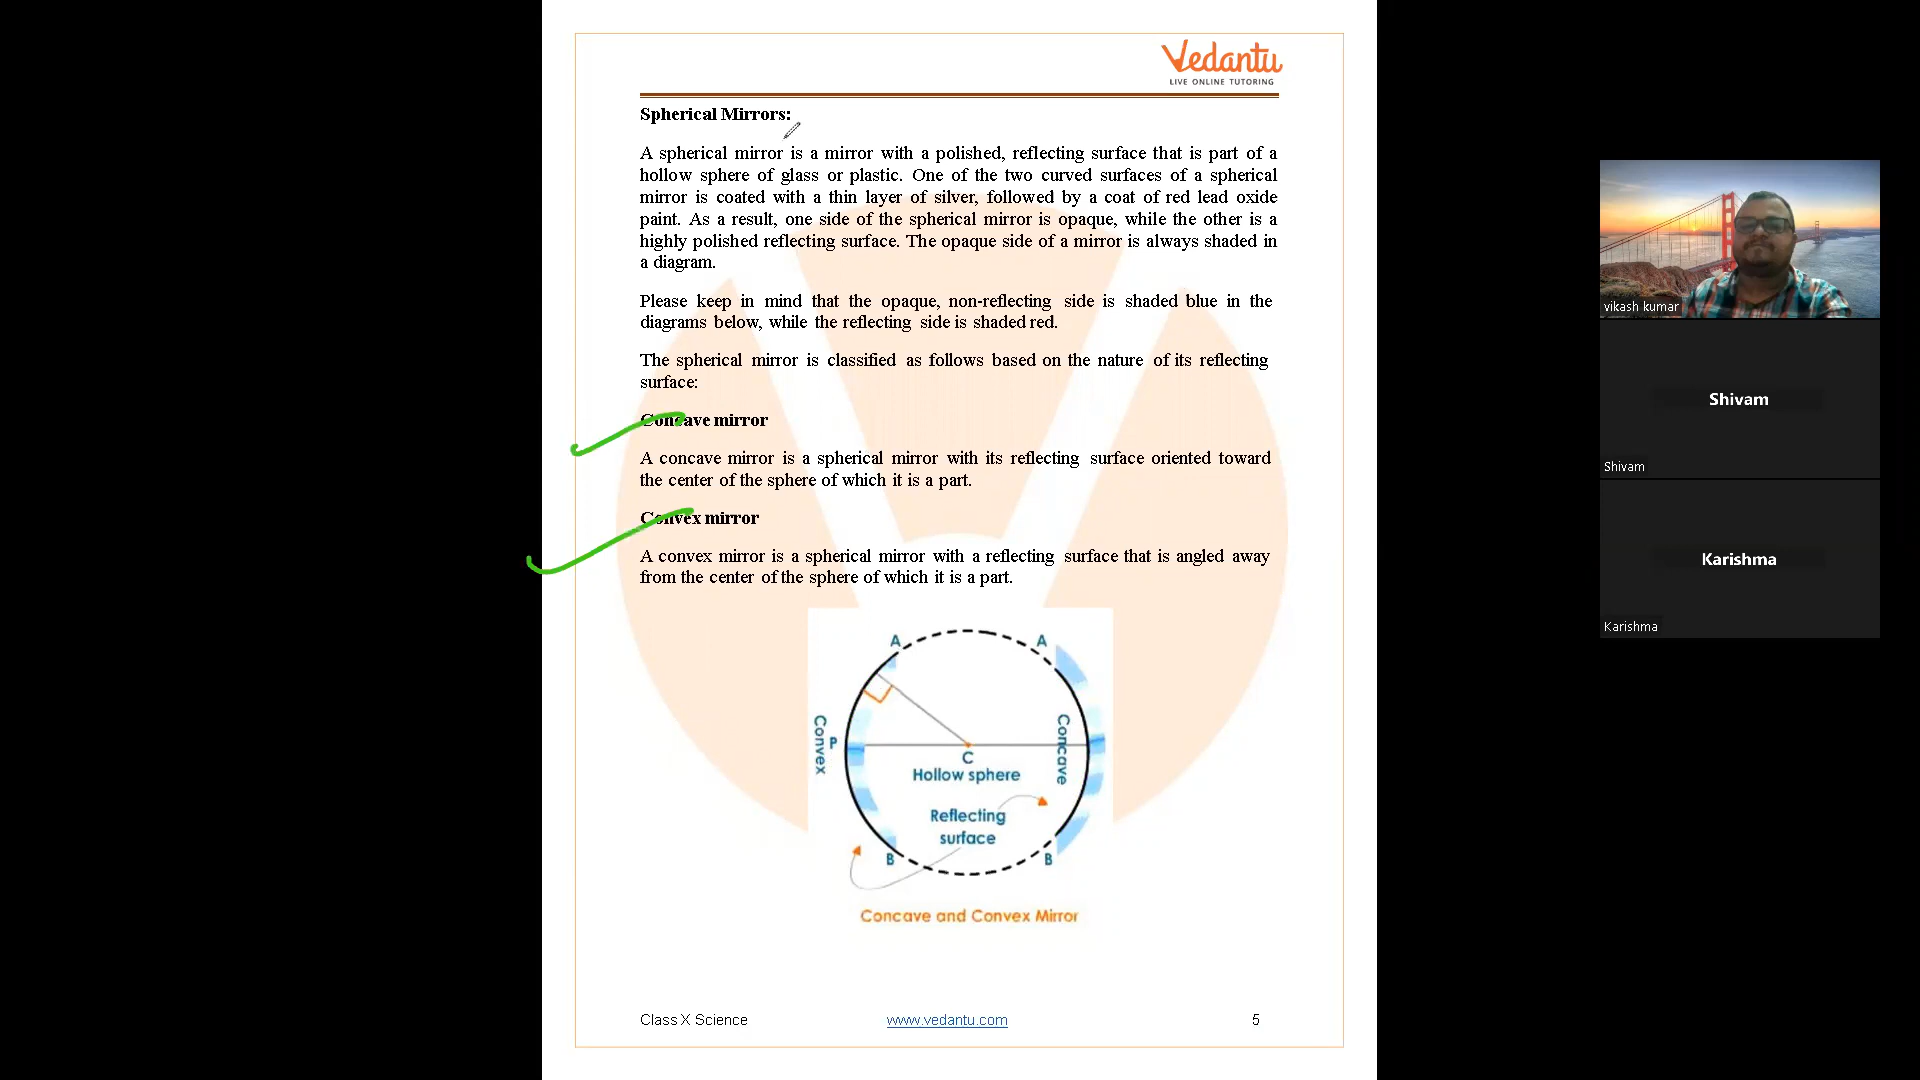 Vedantu
LIVE ONLINE TUTORING
Spherical Mirrors:
A spherical mirror is a mirror with a polished, reflecting surface that is part of a
hollow sphere of glass or plastic. One of the two curved surfaces of a spherical
mirror is coated with a thin layer of silver, followed by a coat of red lead oxide
paint. As a result, one side of the spherical mirror is opaque, while the other is a
highly polished reflecting surface. The opaque side of a mirror is always shaded in
a diagram.
Please keep in mind that the opaque, non-reflecting side is shaded blue in the
diagrams below, while the reflecting side is shaded red.
The spherical mirror is classified as follows based on the nature of its reflecting
surface:
Concave mirror
A concave mirror is a spherical mirror with its reflecting surface oriented toward
the center of the sphere of which it is a part.
Convex mirror
A convex mirror is a spherical mirror with a reflecting surface that is angled away
from the center of the sphere of which it is a part.
A A
Convex
P
C
Concave
Hollow sphere
Reflecting
surface
B B
Concave and Convex Mirror
Class X Science www.vedantu.com 5
vikash kumar
Shivam
Shivam
Karishma
Karishma